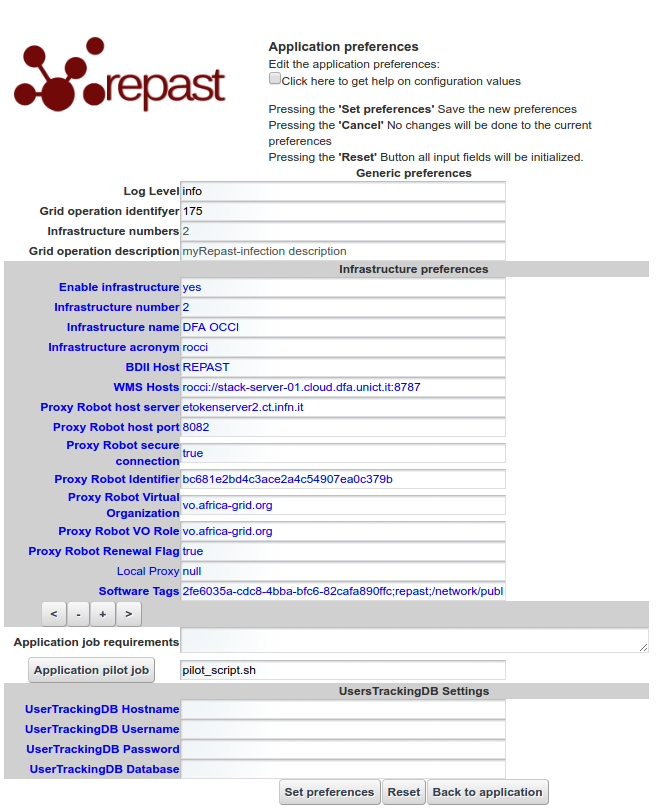 repast
Application preferences
Edit the application preferences:
Click here to get help on configuration values
Pressing the 'Set preferences' Save the new preferences
Pressing the 'Cancel' No changes will be done to the current
preferences
Pressing the 'Reset' Button all input fields will be initialized.
Generic preferences
Log Level info
Grid operation identifyer 175
Infrastructure numbers 2
Grid operation description myRepast-infection description
Infrastructure preferences
Enable infrastructure yes
Infrastructure number 2
Infrastructure name DFA OCCI
Infrastructure acronym rocci
BDII Host REPAST
WMS Hosts rocci://stack-server-01.cloud.dfa.unict.it:8787
Proxy Robot host server etokenserver2.ct.infn.it
Proxy Robot host port 8082
Proxy Robot secure
connection true
Proxy Robot Identifier bc681e2bd4c3ace2a4c54907ea0c379b
Proxy Robot Virtual
Organization vo.africa-grid.org
Proxy Robot VO Role vo.africa-grid.org
Proxy Robot Renewal Flag true
Local Proxy null
Software Tags 2fe6035a-cdc8-4bba-bfc6-82cafa890ffc;repast;/network/publ
< - + >
Application job requirements
Application pilot job pilot_script.sh
UsersTrackingDB Settings
UserTrackingDB Hostname
UserTrackingDB Username
UserTrackingDB Password
UserTrackingDB Database
Set preferences Reset Back to application